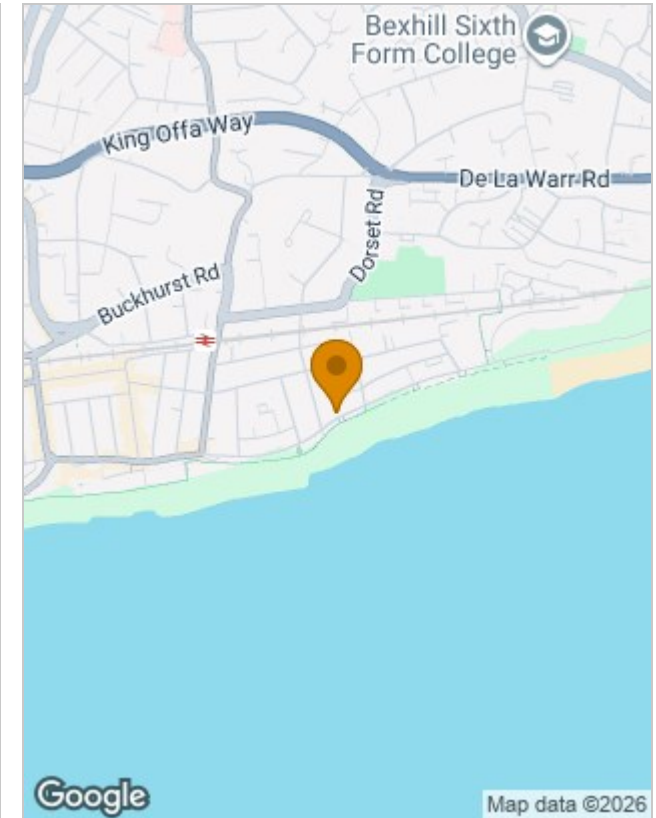 Bexhill Sixth
Form College
King Offa Way
De La Warr Rd
Dorset Rd
Buckhurst Rd
Google
Map data ©2026